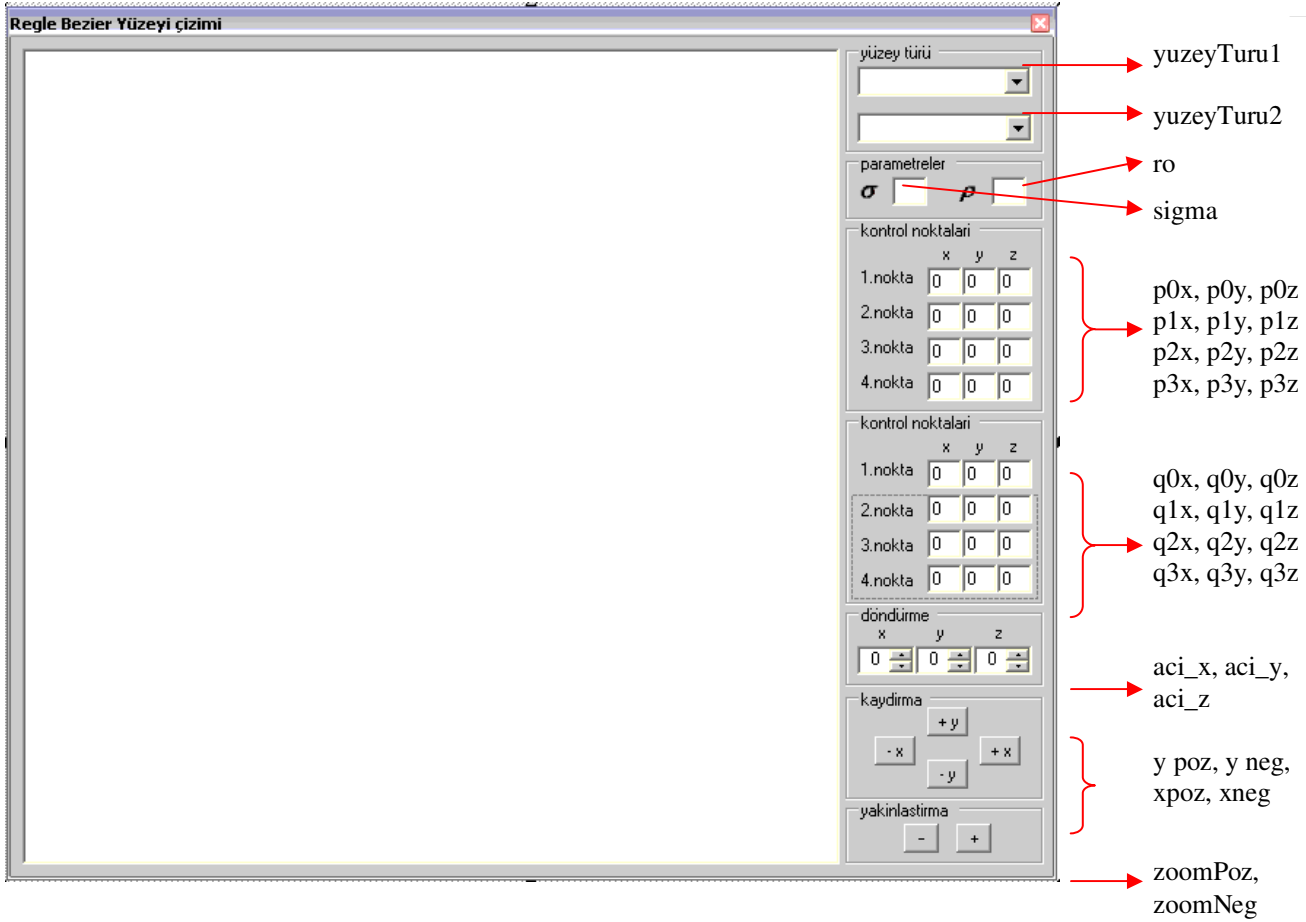 Regle Bezier Yüzeyi çizimi
yüzey türü
parametreler
σ ρ
kontrol noktalari
x y z
1.nokta 0 0 0
2.nokta 0 0 0
3.nokta 0 0 0
4.nokta 0 0 0
kontrol noktalari
x y z
1.nokta 0 0 0
2.nokta 0 0 0
3.nokta 0 0 0
4.nokta 0 0 0
döndürme
x y z
0 0 0
kaydirma
+ y
- x + x
- y
yakinlastirma
- +
yuzeyTuru1
yuzeyTuru2
ro
sigma
p0x, p0y, p0z
p1x, p1y, p1z
p2x, p2y, p2z
p3x, p3y, p3z
q0x, q0y, q0z
q1x, q1y, q1z
q2x, q2y, q2z
q3x, q3y, q3z
aci_x, aci_y,
aci_z
y poz, y neg,
xpoz, xneg
zoomPoz,
zoomNeg